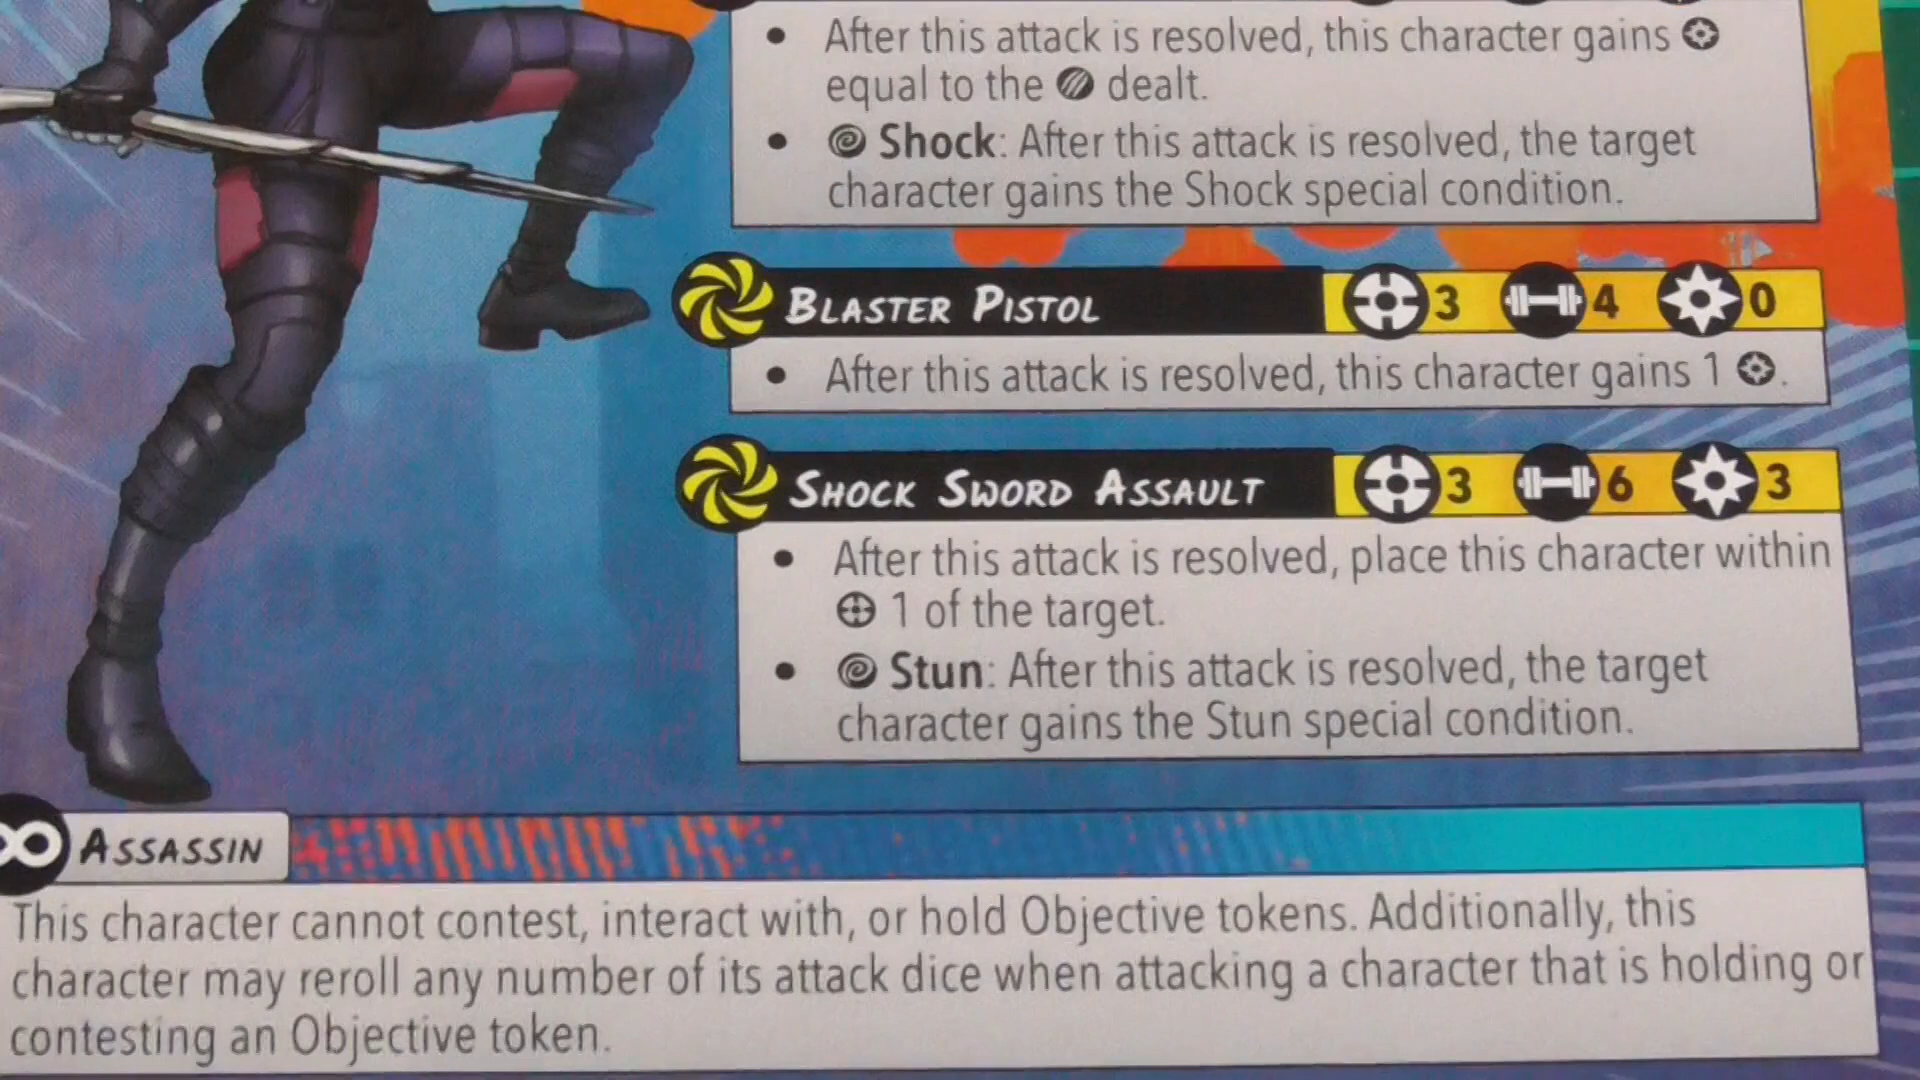 • After this attack is resolved, this character gains
equal to the dealt.
• Shock: After this attack is resolved, the target
character gains the Shock special condition.
BLASTER PISTOL 3 4 0
• After this attack is resolved, this character gains 1 .
SHOCK SWORD ASSAULT 3 6 3
• After this attack is resolved, place this character within
1 of the target.
• Stun: After this attack is resolved, the target
character gains the Stun special condition.
ASSASSIN
This character cannot contest, interact with, or hold Objective tokens. Additionally, this
character may reroll any number of its attack dice when attacking a character that is holding or
contesting an Objective token.